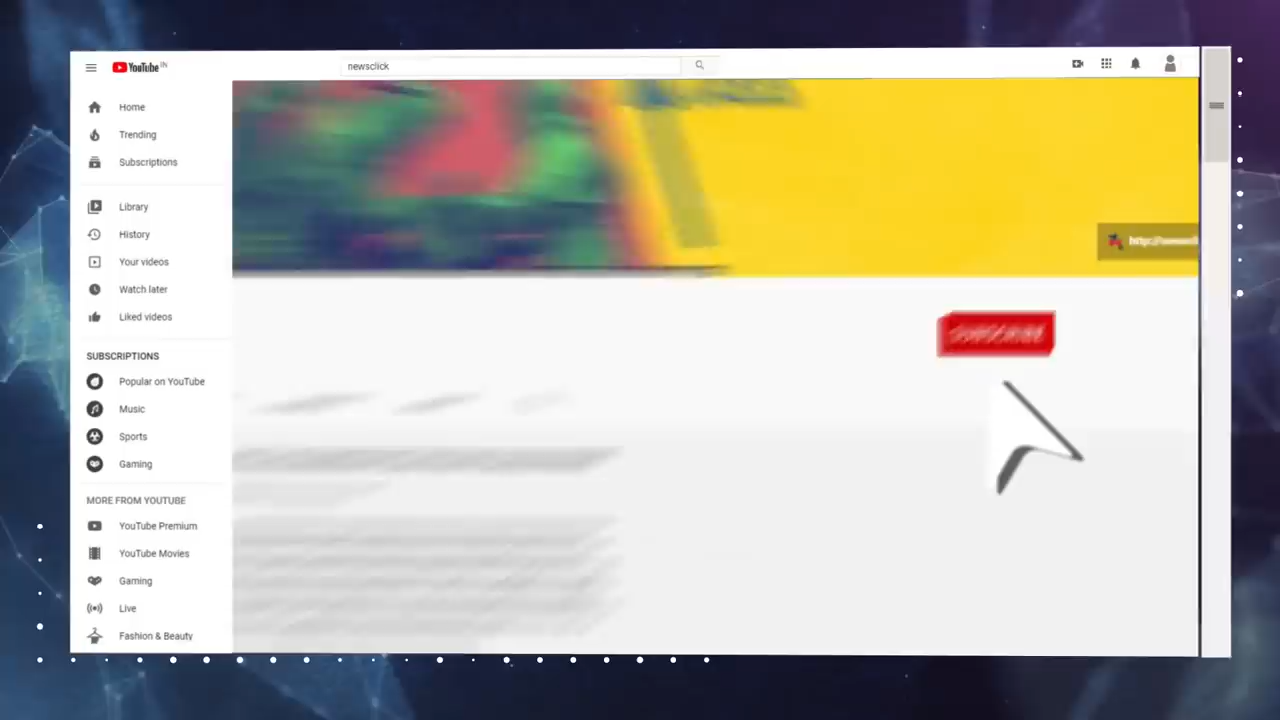 YouTube IN
newsclick
Home
Trending
Subscriptions
Library
History
Your videos
Watch later
Liked videos
SUBSCRIPTIONS
Popular on YouTube
Music
Sports
Gaming
MORE FROM YOUTUBE
YouTube Premium
YouTube Movies
Gaming
Live
Fashion & Beauty
SUBSCRIBE